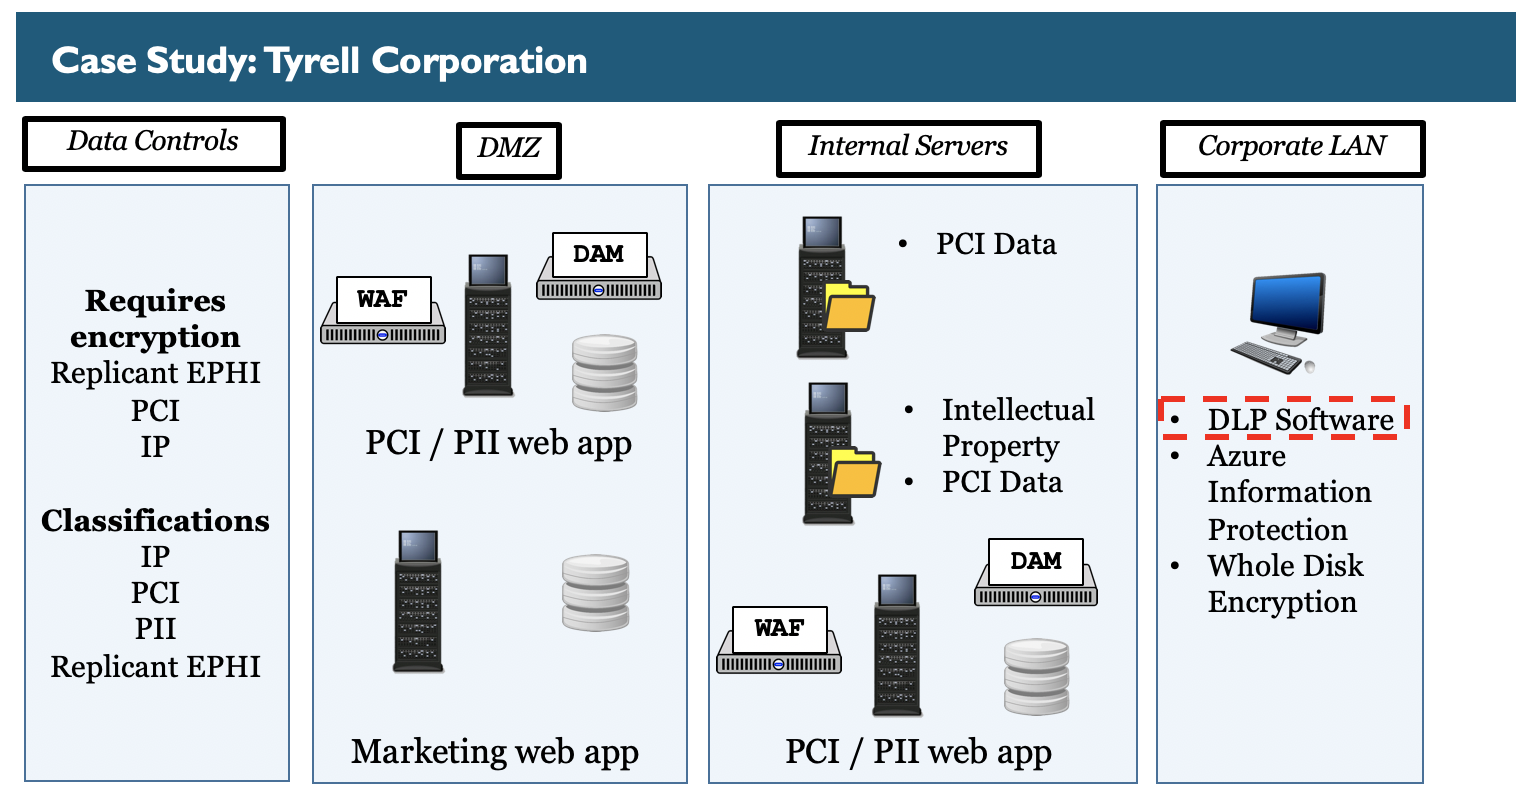 Case Study: Tyrell Corporation
Data Controls
Requires
encryption
Replicant EPHI
PCI
IP
Classifications
IP
PCI
PII
Replicant EPHI
DMZ
WAF
DAM
PCI / PII web app
Marketing web app
Internal Servers
• PCI Data
• Intellectual
Property
• PCI Data
WAF
DAM
PCI / PII web app
Corporate LAN
• DLP Software
• Azure
Information
Protection
• Whole Disk
Encryption